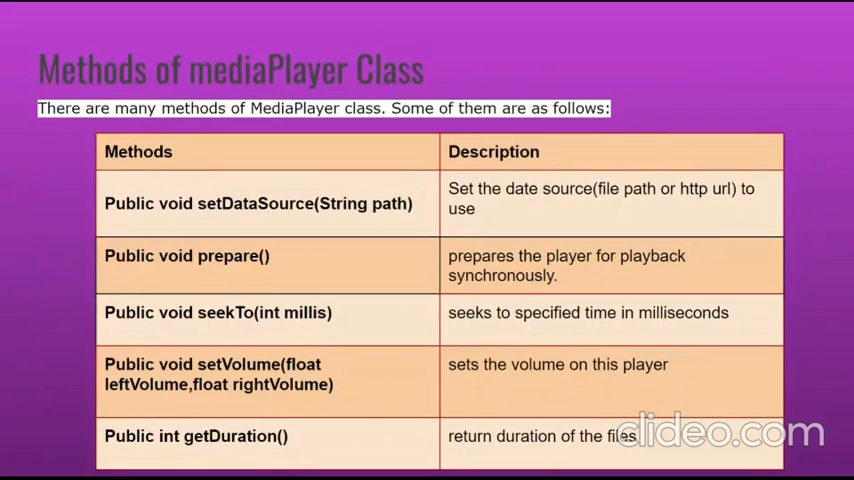 Methods of mediaPlayer Class
There are many methods of MediaPlayer class. Some of them are as follows:
Methods
Description
Public void setDataSource(String path)
Set the date source(file path or http url) to
use
Public void prepare()
prepares the player for playback
synchronously.
Public void seekTo(int millis)
seeks to specified time in milliseconds
Public void setVolume(float
leftVolume,float rightVolume)
sets the volume on this player
Public int getDuration()
return duration of the files
clideo.com